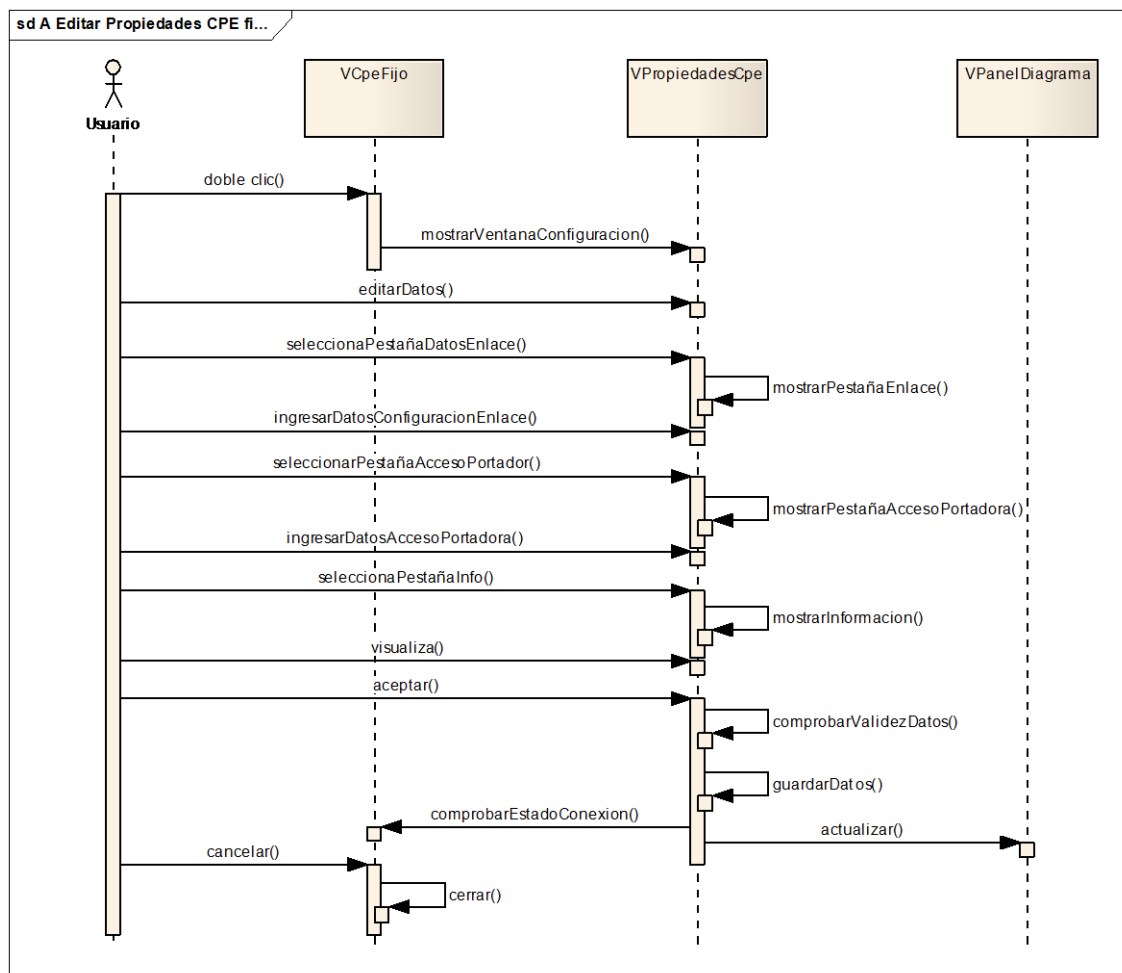 sd A Editar Propiedades CPE fi...
VCpeFijo
VPropiedadesCpe
VPanelDiagrama
Usuario
doble clic()
mostrarVentanaConfiguracion()
editarDatos()
seleccionaPestañaDatosEnlace()
mostrarPestañaEnlace()
ingresarDatosConfiguracionEnlace()
seleccionarPestañaAccesoPortador()
mostrarPestañaAccesoPortadora()
ingresarDatosAccesoPortadora()
seleccionaPestañaInfo()
mostrarInformacion()
visualiza()
aceptar()
comprobarValidezDatos()
guardarDatos()
comprobarEstadoConexion()
actualizar()
cancelar()
cerrar()